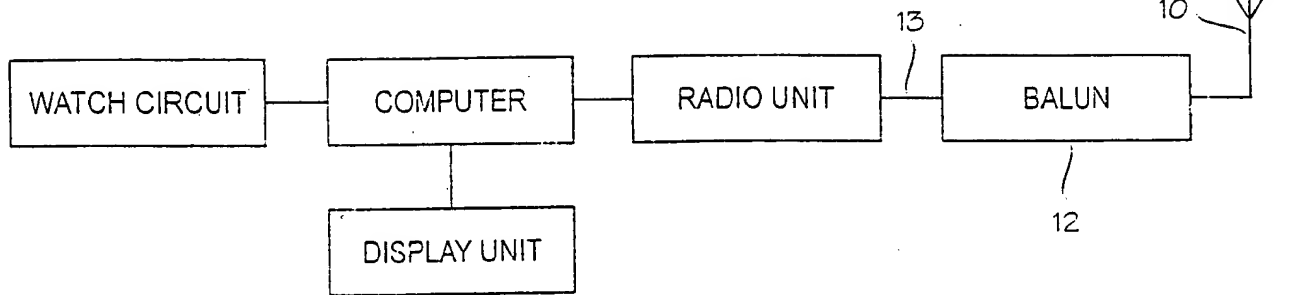 10
13
WATCH CIRCUIT
COMPUTER
RADIO UNIT
BALUN
12
DISPLAY UNIT